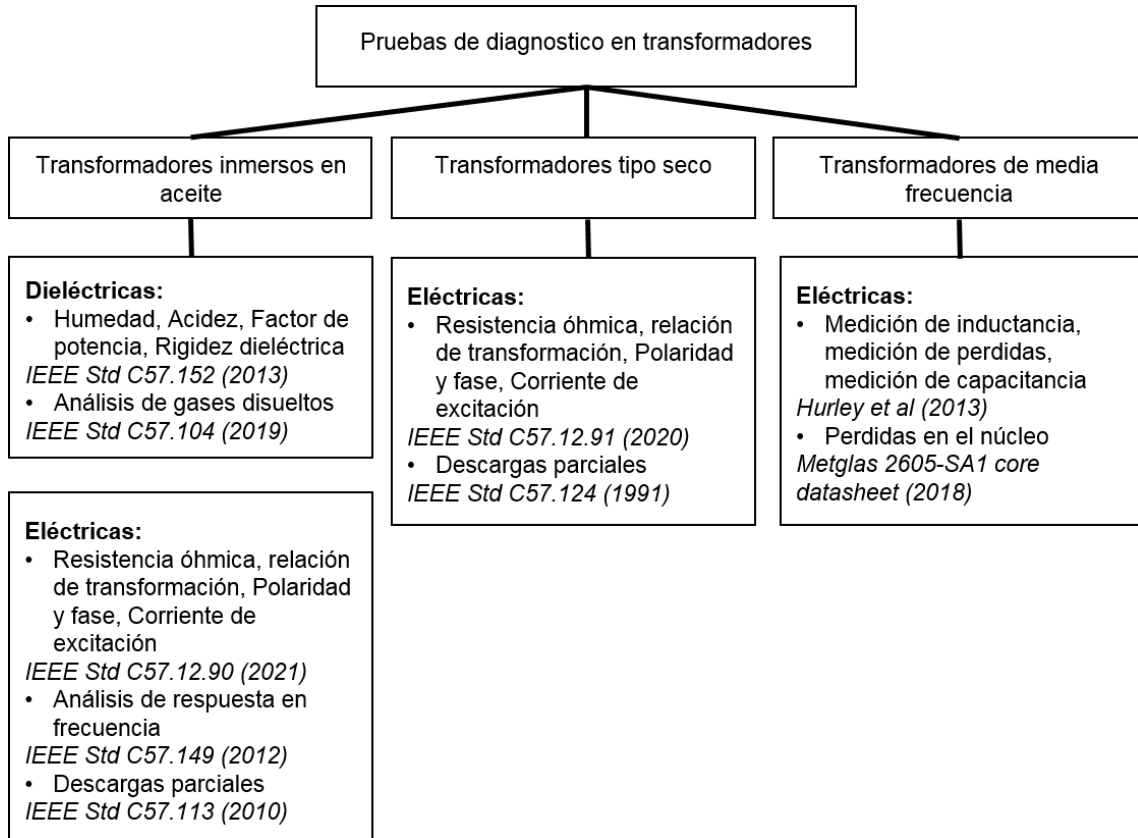 Pruebas de diagnostico en transformadores
Transformadores inmersos en
aceite
Transformadores tipo seco
Transformadores de media
frecuencia
Dieléctricas:
• Humedad, Acidez, Factor de
potencia, Rigidez dieléctrica
IEEE Std C57.152 (2013)
• Análisis de gases disueltos
IEEE Std C57.104 (2019)
Eléctricas:
• Resistencia óhmica, relación
de transformación, Polaridad
y fase, Corriente de
excitación
IEEE Std C57.12.90 (2021)
• Análisis de respuesta en
frecuencia
IEEE Std C57.149 (2012)
• Descargas parciales
IEEE Std C57.113 (2010)
Eléctricas:
• Resistencia óhmica, relación
de transformación, Polaridad
y fase, Corriente de
excitación
IEEE Std C57.12.91 (2020)
• Descargas parciales
IEEE Std C57.124 (1991)
Eléctricas:
• Medición de inductancia,
medición de perdidas,
medición de capacitancia
Hurley et al (2013)
• Perdidas en el núcleo
Metglas 2605-SA1 core
datasheet (2018)